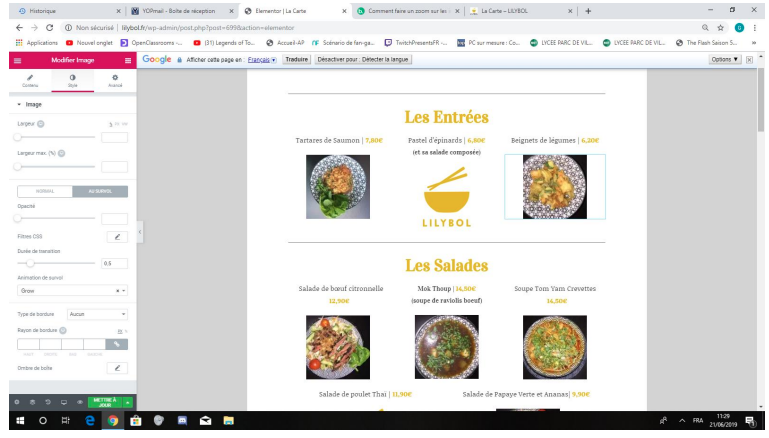 Historique
YOPmail - Boîte de réception
Elementor | La Carte
Comment faire un zoom sur les i
La Carte – LILYBOL
Non sécurisé | lilybol.fr/wp-admin/post.php?post=699&action=elementor
Applications
Nouvel onglet
OpenClassrooms -...
(31) Legends of To...
Accueil-AP
Scénario de fan-ga...
TwitchPresentsFR -...
PC sur mesure : Co...
LYCEE PARC DE VIL...
LYCEE PARC DE VIL...
The Flash Saison 5...
Modifier Image
Google
Afficher cette page en :
Français
Traduire
Désactiver pour : Détecter la langue
Options ▼
Contenu
Style
Avancé
Image
Largeur
Largeur max. (%)
NORMAL
AU SURVOL
Opacité
Filtres CSS
Durée de transition
0,5
Animation de survol
Grow
Type de bordure
Aucun
Rayon de bordure
Ombre de boîte
METTRE À JOUR
Les Entrées
Tartares de Saumon | 7,80€
Pastel d'épinards | 6,80€
(et sa salade composée)
Beignets de légumes | 6,20€
LILYBOL
Les Salades
Salade de bœuf citronnelle
12,90€
Mok Thoup | 14,90€
(soupe de raviolis boeuf)
Soupe Tom Yam Crevettes
14,50€
Salade de poulet Thaï | 11,90€
Salade de Papaye Verte et Ananas| 9,90€
FRA
11:29
21/06/2019